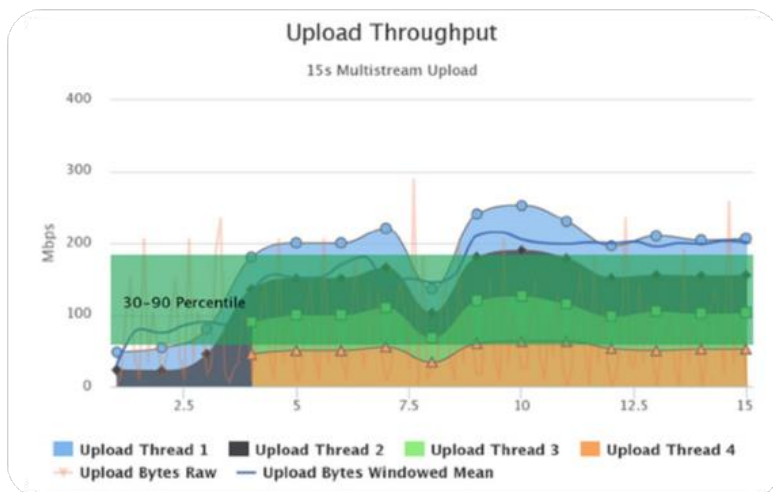 Upload Throughput
15s Multistream Upload
400
300
200
100
0
Mbps
30-90 Percentile
2.5 5 7.5 10 12.5 15
Upload Thread 1 Upload Thread 2 Upload Thread 3 Upload Thread 4
Upload Bytes Raw Upload Bytes Windowed Mean